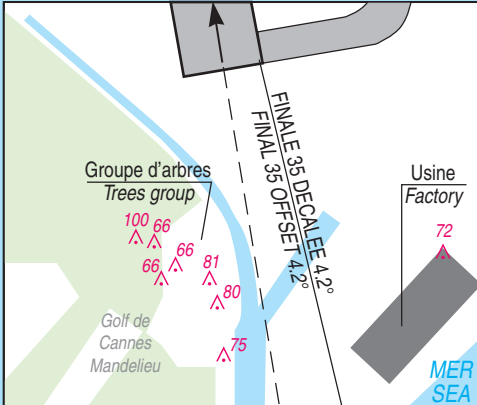 FINALE 35 DECALEE 4.2°
FINAL 35 OFFSET 4.2°
Groupe d'arbres
Trees group
Usine
Factory
100
66
66
66
81
80
75
72
Golf de
Cannes
Mandelieu
MER
SEA